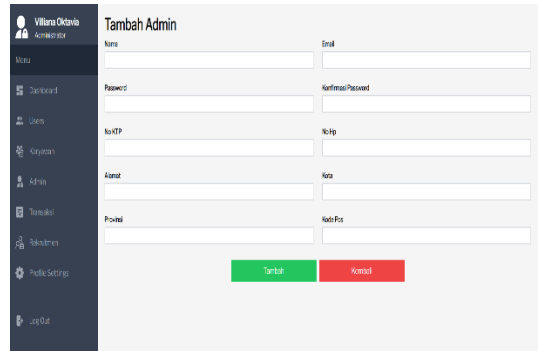 Villiana Oktavia
Administrator
Menu
Dashboard
Users
Karyawan
Admin
Transaksi
Rekrutmen
Profile Settings
Log Out
Tambah Admin
Nama
Email
Password
Konfirmasi Password
No KTP
No Hp
Alamat
Kota
Provinsi
Kode Pos
Tambah
Kembali